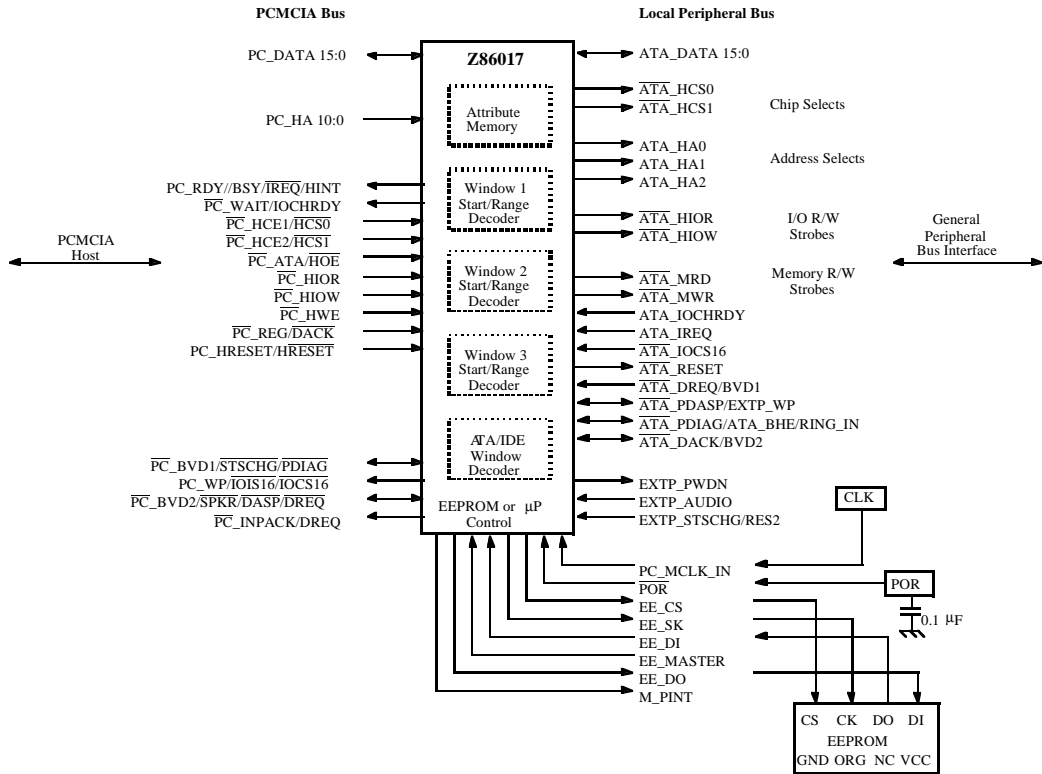 PCMCIA Bus
Local Peripheral Bus
PC_DATA 15:0
PC_HA 10:0
PC_RDY//BSY/IREQ/HINT
PC_WAIT/IOCHRDY
PC_HCE1/HCS0
PC_HCE2/HCS1
PC_ATA/HOE
PC_HIOR
PC_HIOW
PC_HWE
PC_REG/DACK
PC_HRESET/HRESET
PC_BVD1/STSCHG/PDIAG
PC_WP/IOIS16/IOCS16
PC_BVD2/SPKR/DASP/DREQ
PC_INPACK/DREQ
PCMCIA
Host
Z86017
Attribute
Memory
Window 1
Start/Range
Decoder
Window 2
Start/Range
Decoder
Window 3
Start/Range
Decoder
ATA/IDE
Window
Decoder
EEPROM or µP
Control
ATA_DATA 15:0
ATA_HCS0
ATA_HCS1
Chip Selects
ATA_HA0
ATA_HA1
ATA_HA2
Address Selects
ATA_HIOR
ATA_HIOW
I/O R/W
Strobes
ATA_MRD
ATA_MWR
Memory R/W
Strobes
ATA_IOCHRDY
ATA_IREQ
ATA_IOCS16
ATA_RESET
ATA_DREQ/BVD1
ATA_PDASP/EXTP_WP
ATA_PDIAG/ATA_BHE/RING_IN
ATA_DACK/BVD2
EXTP_PWDN
EXTP_AUDIO
EXTP_STSCHG/RES2
General
Peripheral
Bus Interface
CLK
PC_MCLK_IN
POR
EE_CS
EE_SK
EE_DI
EE_MASTER
EE_DO
M_PINT
POR
0.1 µF
CS CK DO DI
EEPROM
GND ORG NC VCC